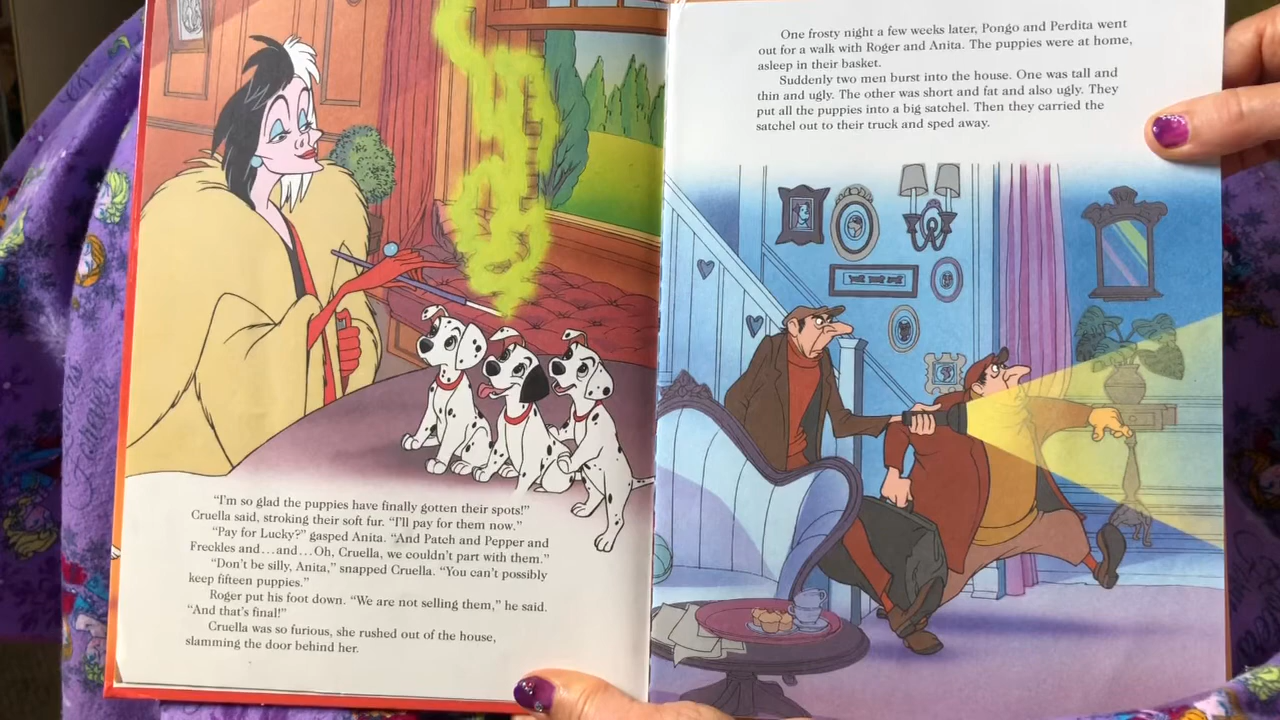 “I’m so glad the puppies have finally gotten their spots!”
Cruella said, stroking their soft fur. “I’ll pay for them now.”
“Pay for Lucky?” gasped Anita. “And Patch and Pepper and
Freckles and...and...Oh, Cruella, we couldn’t part with them.”
“Don’t be silly, Anita,” snapped Cruella. “You can’t possibly
keep fifteen puppies.”
Roger put his foot down. “We are not selling them,” he said.
“And that’s final!”
Cruella was so furious, she rushed out of the house,
slamming the door behind her.
One frosty night a few weeks later, Pongo and Perdita went
out for a walk with Roger and Anita. The puppies were at home,
asleep in their basket.
Suddenly two men burst into the house. One was tall and
thin and ugly. The other was short and fat and also ugly. They
put all the puppies into a big satchel. Then they carried the
satchel out to their truck and sped away.